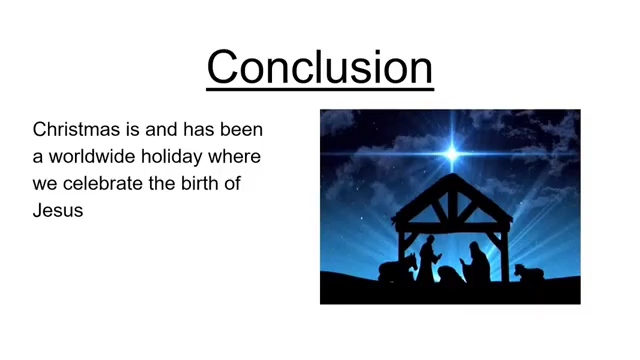 Conclusion
Christmas is and has been
a worldwide holiday where
we celebrate the birth of
Jesus